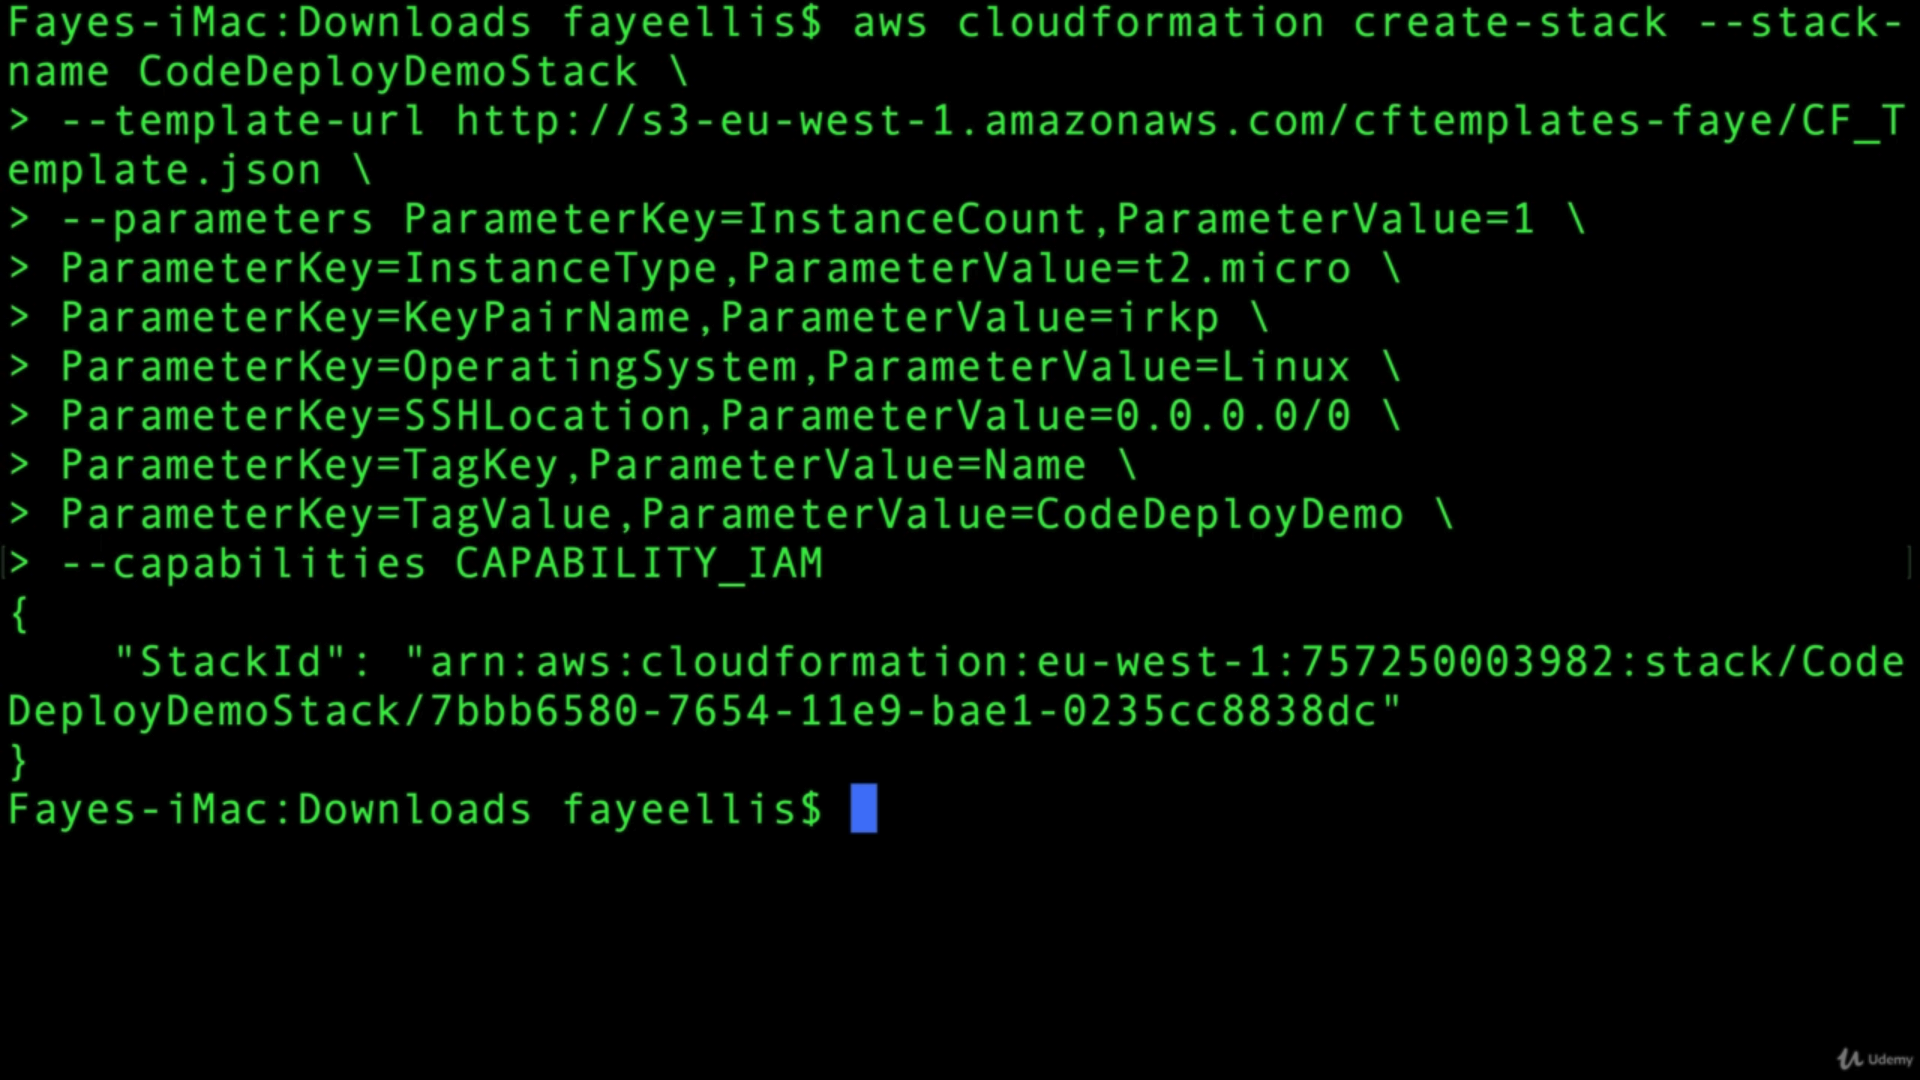 Fayes-iMac:Downloads fayeellis$ aws cloudformation create-stack --stack-
name CodeDeployDemoStack \
> --template-url http://s3-eu-west-1.amazonaws.com/cftemplates-faye/CF_T
emplate.json \
> --parameters ParameterKey=InstanceCount,ParameterValue=1 \
> ParameterKey=InstanceType,ParameterValue=t2.micro \
> ParameterKey=KeyPairName,ParameterValue=irkp \
> ParameterKey=OperatingSystem,ParameterValue=Linux \
> ParameterKey=SSHLocation,ParameterValue=0.0.0.0/0 \
> ParameterKey=TagKey,ParameterValue=Name \
> ParameterKey=TagValue,ParameterValue=CodeDeployDemo \
> --capabilities CAPABILITY_IAM
{
    "StackId": "arn:aws:cloudformation:eu-west-1:757250003982:stack/Code
DeployDemoStack/7bbb6580-7654-11e9-bae1-0235cc8838dc"
}
Fayes-iMac:Downloads fayeellis$
Udemy